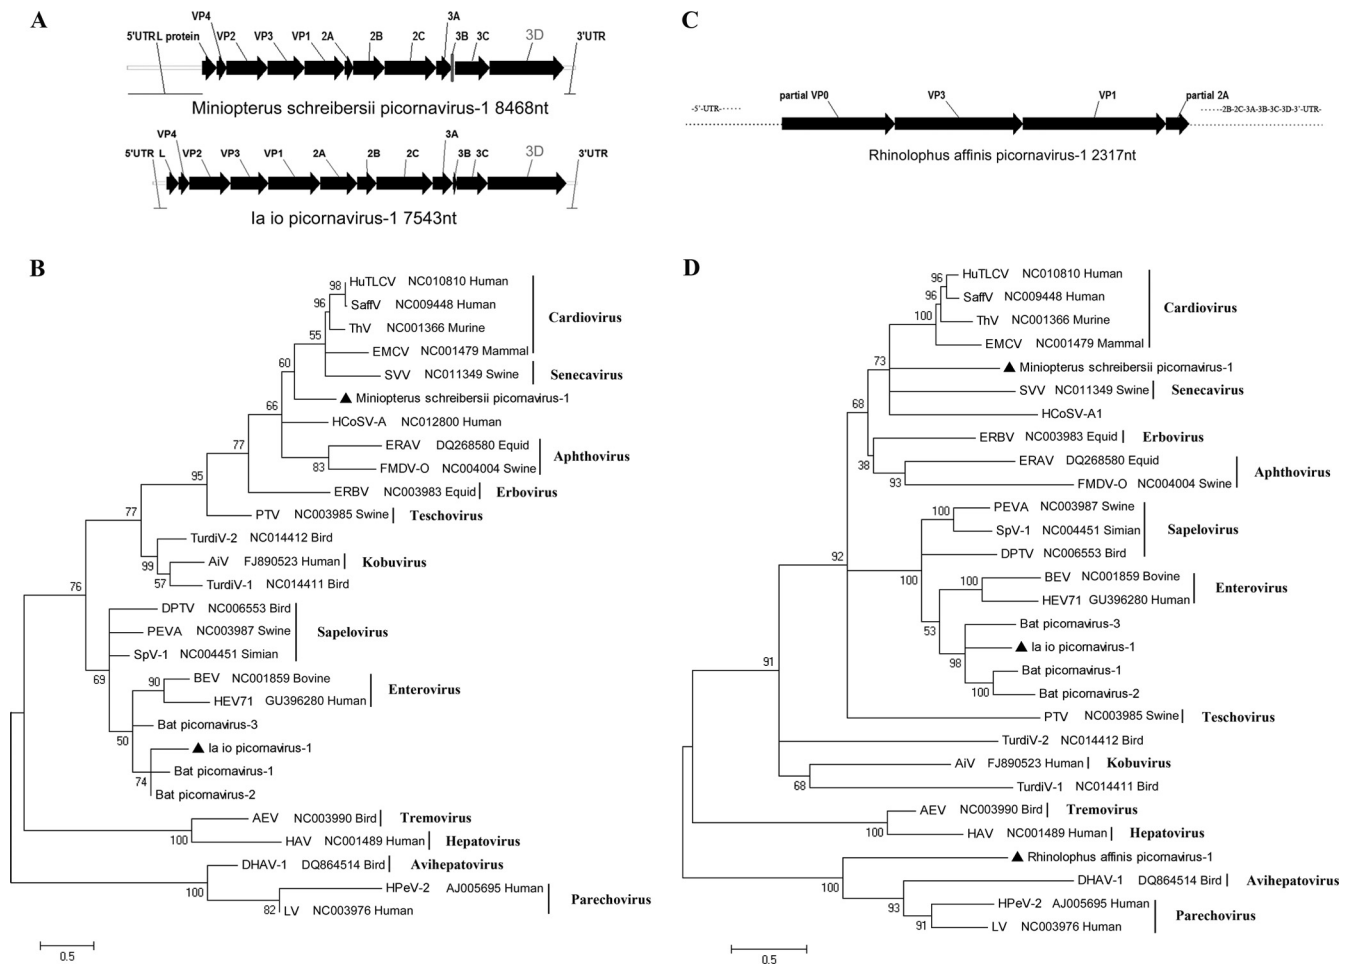 A
VP4
3A
5'UTR L protein VP2 VP3 VP1 2A 2B 2C 3B 3C 3D 3'UTR
Miniopterus schreibersii picornavirus-1 8468nt
VP4
3A
5'UTR L VP2 VP3 VP1 2A 2B 2C 3B 3C 3D 3'UTR
Ia io picornavirus-1 7543nt
C
partial VP0 VP3 VP1 partial 2A
-5'-UTR-
-2B-2C-3A-3B-3C-3D-3'-UTR-
Rhinolophus affinis picornavirus-1 2317nt
B
HuTLCV NC010810 Human
SaffV NC009448 Human
ThV NC001366 Murine
EMCV NC001479 Mammal
Cardiovirus
SVV NC011349 Swine
Senecavirus
▲ Miniopterus schreibersii picornavirus-1
HCoSV-A NC012800 Human
ERAV DQ268580 Equid
FMDV-O NC004004 Swine
Aphthovirus
ERBV NC003983 Equid
Erbovirus
PTV NC003985 Swine
Teschovirus
TurdiV-2 NC014412 Bird
AiV FJ890523 Human
Kobuvirus
TurdiV-1 NC014411 Bird
DPTV NC006553 Bird
PEVA NC003987 Swine
SpV-1 NC004451 Simian
Sapelovirus
BEV NC001859 Bovine
HEV71 GU396280 Human
Enterovirus
Bat picornavirus-3
▲ Ia io picornavirus-1
Bat picornavirus-1
Bat picornavirus-2
AEV NC003990 Bird
Tremovirus
HAV NC001489 Human
Hepatovirus
DHAV-1 DQ864514 Bird
Avihepatovirus
HPeV-2 AJ005695 Human
LV NC003976 Human
Parechovirus
98
96
55
60
66
83
77
95
77
99
57
76
69
90
50
74
100
100
82
0.5
D
HuTLCV NC010810 Human
SaffV NC009448 Human
ThV NC001366 Murine
EMCV NC001479 Mammal
Cardiovirus
▲ Miniopterus schreibersii picornavirus-1
SVV NC011349 Swine
Senecavirus
HCoSV-A1
ERBV NC003983 Equid
Erbovirus
ERAV DQ268580 Equid
FMDV-O NC004004 Swine
Aphthovirus
PEVA NC003987 Swine
SpV-1 NC004451 Simian
DPTV NC006553 Bird
Sapelovirus
BEV NC001859 Bovine
HEV71 GU396280 Human
Enterovirus
Bat picornavirus-3
▲ Ia io picornavirus-1
Bat picornavirus-1
Bat picornavirus-2
PTV NC003985 Swine
Teschovirus
TurdiV-2 NC014412 Bird
AiV FJ890523 Human
Kobuvirus
TurdiV-1 NC014411 Bird
AEV NC003990 Bird
Tremovirus
HAV NC001489 Human
Hepatovirus
▲ Rhinolophus affinis picornavirus-1
DHAV-1 DQ864514 Bird
Avihepatovirus
HPeV-2 AJ005695 Human
LV NC003976 Human
Parechovirus
96
96
100
73
68
38
93
100
92
100
100
53
98
100
91
68
100
100
93
91
0.5